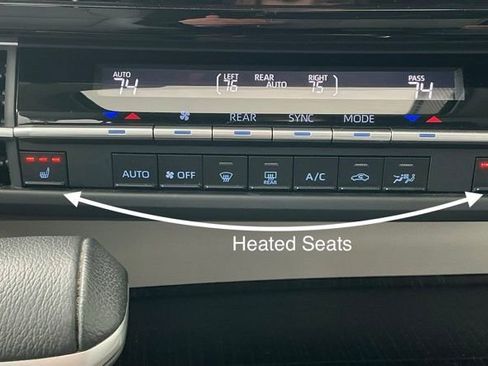 AUTO LEFT REAR RIGHT PASS
74 76 AUTO 75 74
REAR SYNC MODE
AUTO OFF REAR A/C
Heated Seats